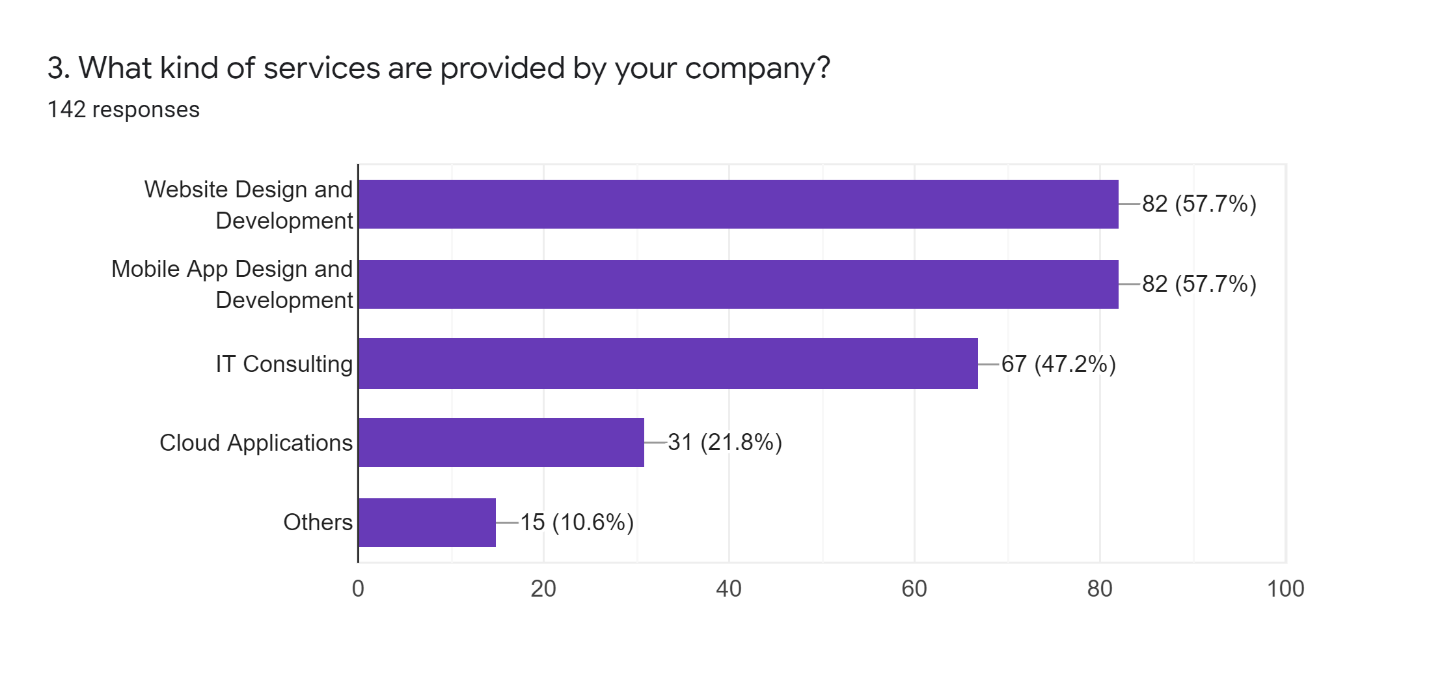 3. What kind of services are provided by your company?
142 responses
Website Design and
Development
82 (57.7%)
Mobile App Design and
Development
82 (57.7%)
IT Consulting
67 (47.2%)
Cloud Applications
31 (21.8%)
Others
15 (10.6%)
0 20 40 60 80 100